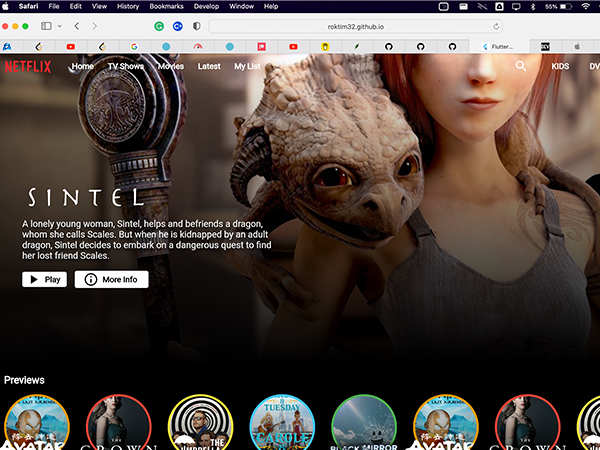 Safari File Edit View History Bookmarks Develop Window Help 55%
roktim32.github.io
Flutter...
DEV
NETFLIX Home TV Shows Movies Latest My List KIDS DV
SINTEL
A lonely young woman, Sintel, helps and befriends a dragon,
whom she calls Scales. But when he is kidnapped by an adult
dragon, Sintel decides to embark on a dangerous quest to find
her lost friend Scales.
Play More Info
Previews
AVATAR THE CROWN THE UMBRELLA TUESDAY CAROLE BLACK MIRROR AVATAR THE CROWN